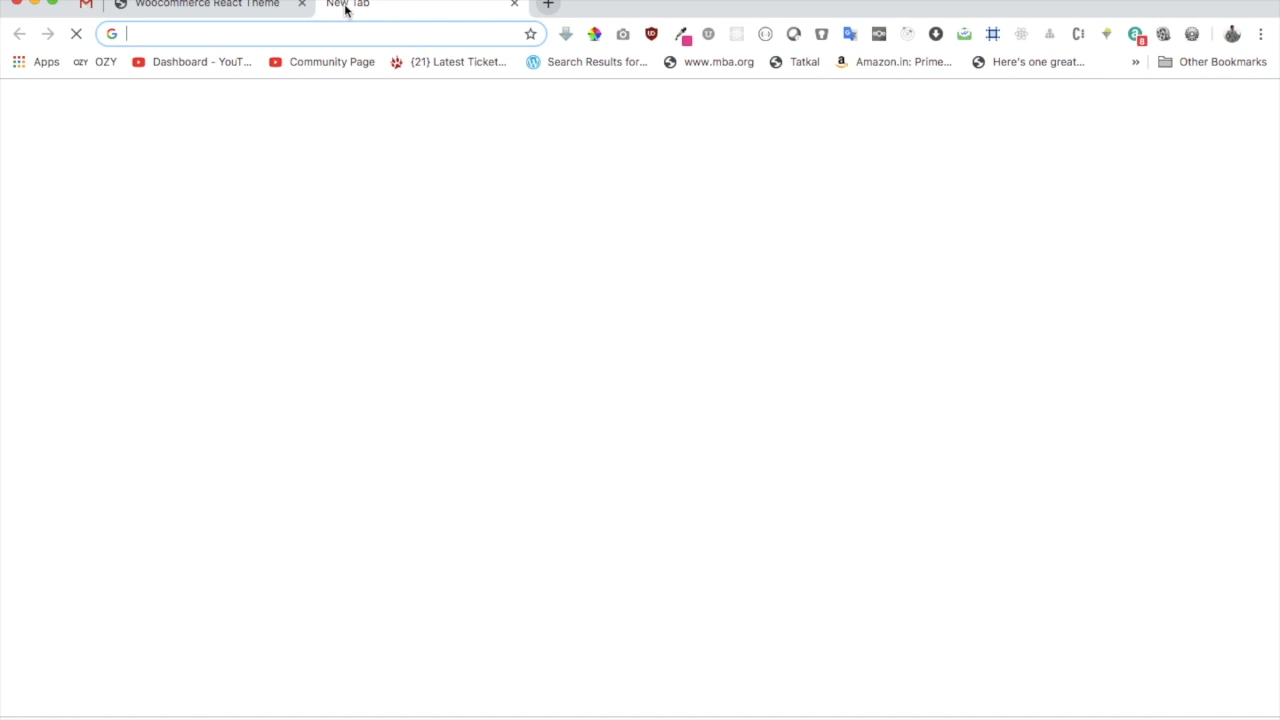 Woocommerce React Theme New Tab
Apps OZY OZY Dashboard - YouT... Community Page {21} Latest Ticket... Search Results for... www.mba.org Tatkal Amazon.in: Prime... Here's one great... » Other Bookmarks